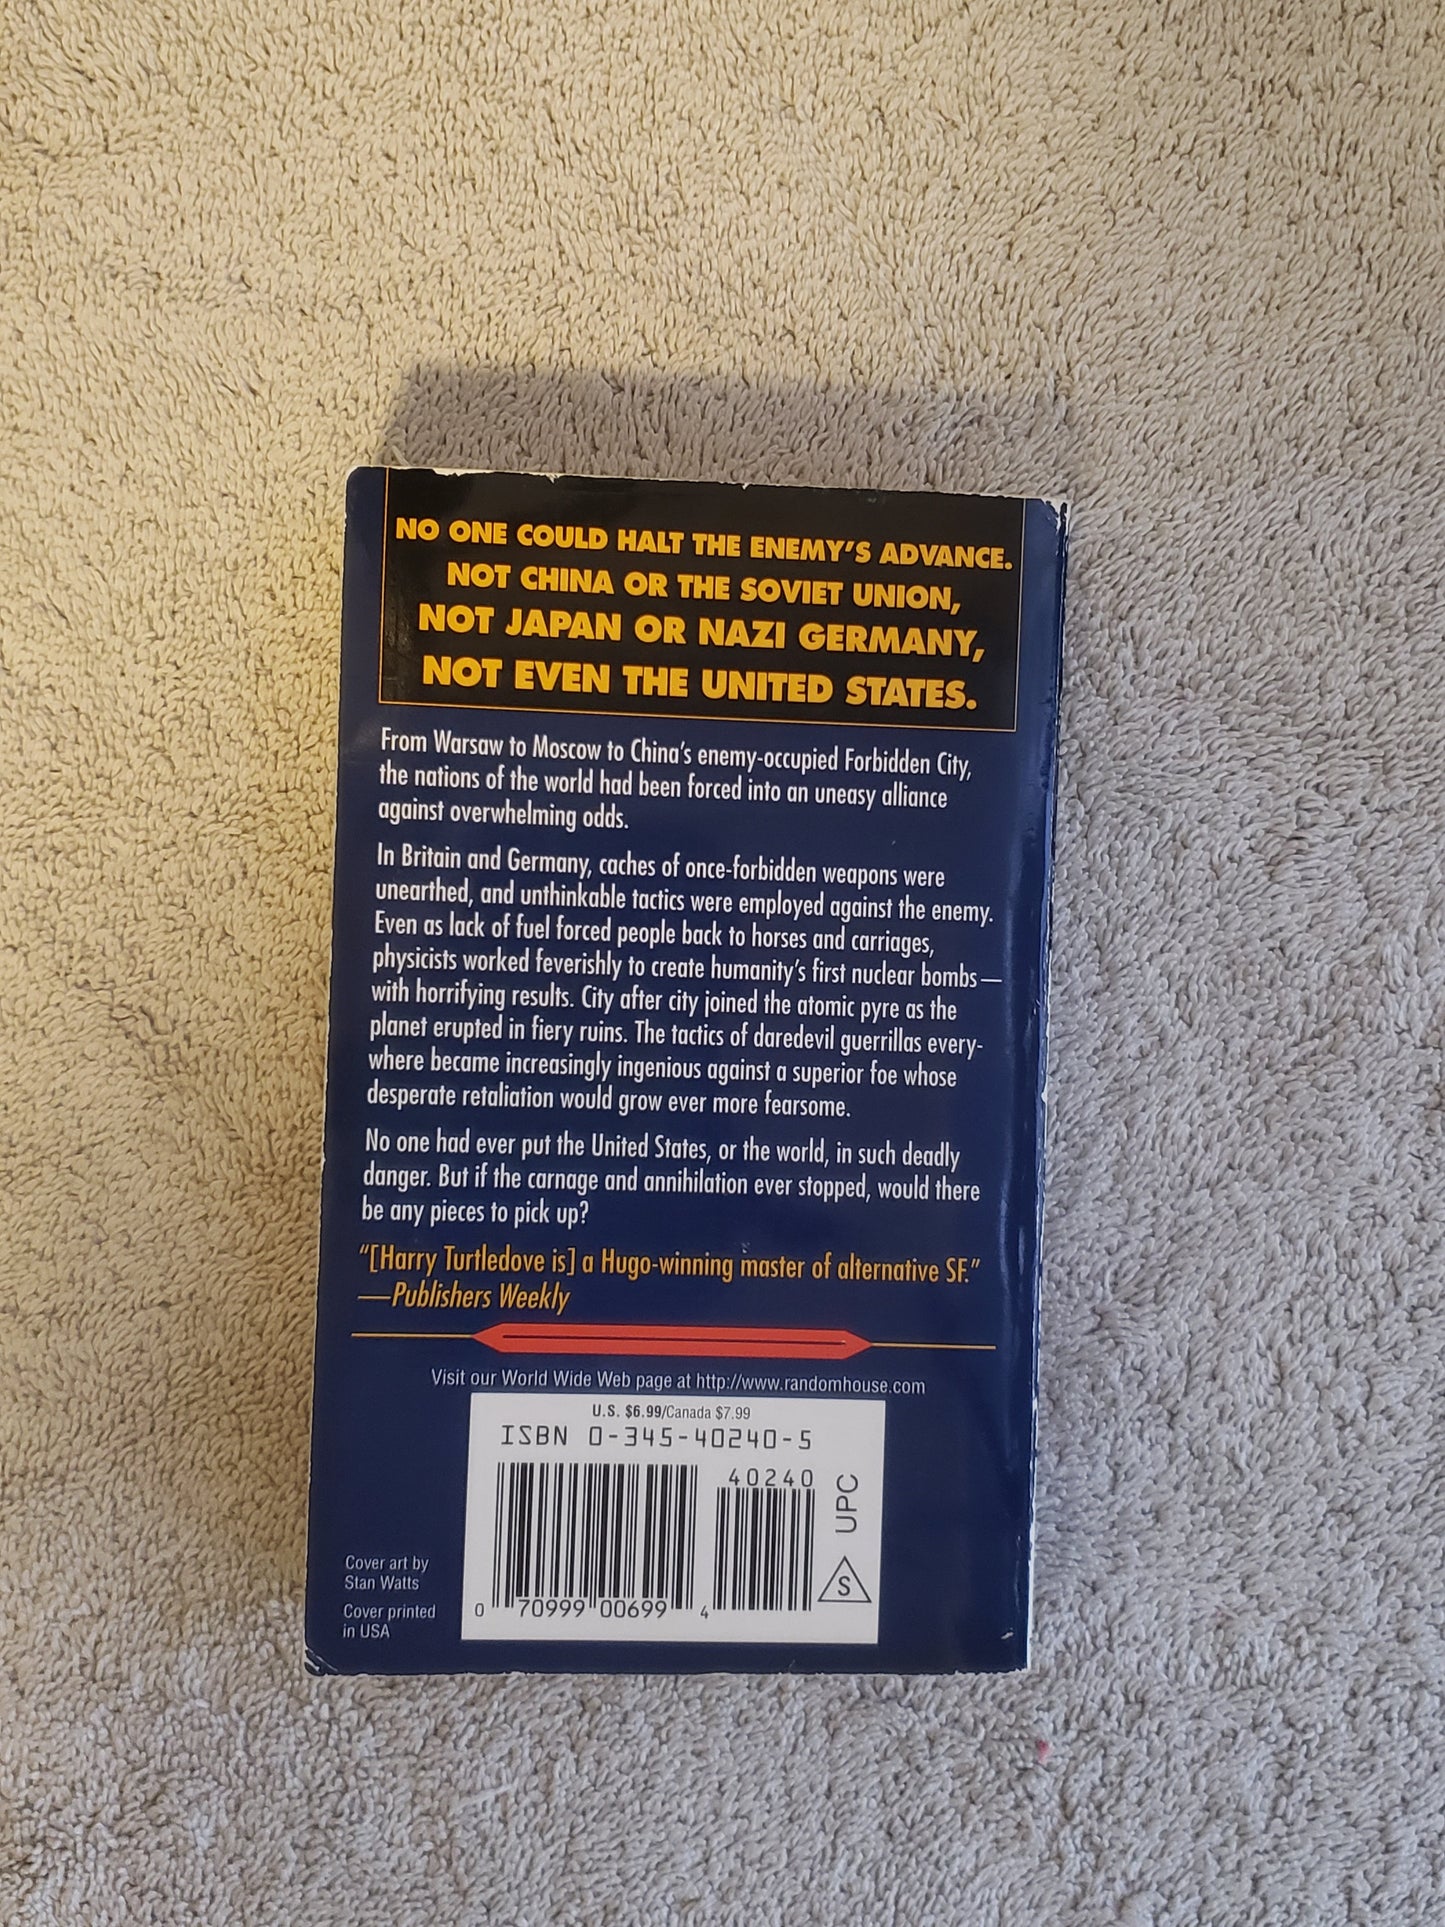 NO ONE COULD HALT THE ENEMY'S ADVANCE.
NOT CHINA OR THE SOVIET UNION,
NOT JAPAN OR NAZI GERMANY,
NOT EVEN THE UNITED STATES.
From Warsaw to Moscow to China's enemy-occupied Forbidden City,
the nations of the world had been forced into an uneasy alliance
against overwhelming odds.
In Britain and Germany, caches of once-forbidden weapons were
unearthed, and unthinkable tactics were employed against the enemy.
Even as lack of fuel forced people back to horses and carriages,
physicists worked feverishly to create humanity's first nuclear bombs—
with horrifying results. City after city joined the atomic pyre as the
planet erupted in fiery ruins. The tactics of daredevil guerrillas every-
where became increasingly ingenious against a superior foe whose
desperate retaliation would grow ever more fearsome.
No one had ever put the United States, or the world, in such deadly
danger. But if the carnage and annihilation ever stopped, would there
be any pieces to pick up?
"[Harry Turtledove is] a Hugo-winning master of alternative SF."
—Publishers Weekly
Visit our World Wide Web page at http://www.randomhouse.com
U.S. $6.99/Canada $7.99
ISBN 0-345-40240-5
40240
UPC
S
0 70999 00699 4
Cover art by
Stan Watts
Cover printed
in USA